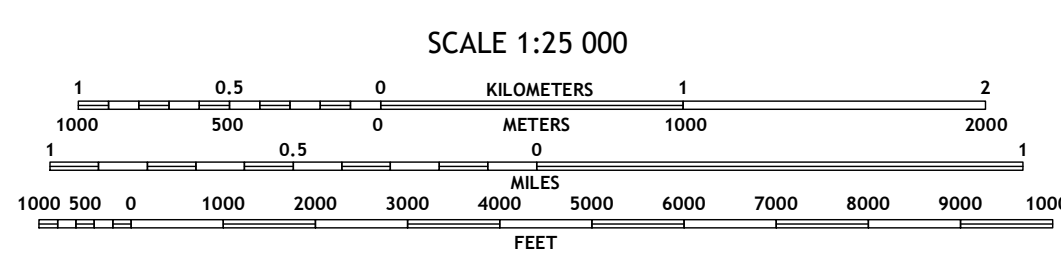 SCALE 1:25 000
1 0.5 0 KILOMETERS 1 2
1000 500 0 METERS 1000 2000
1 0.5 0 1
MILES
1000 500 0 1000 2000 3000 4000 5000 6000 7000 8000 9000 1000
FEET